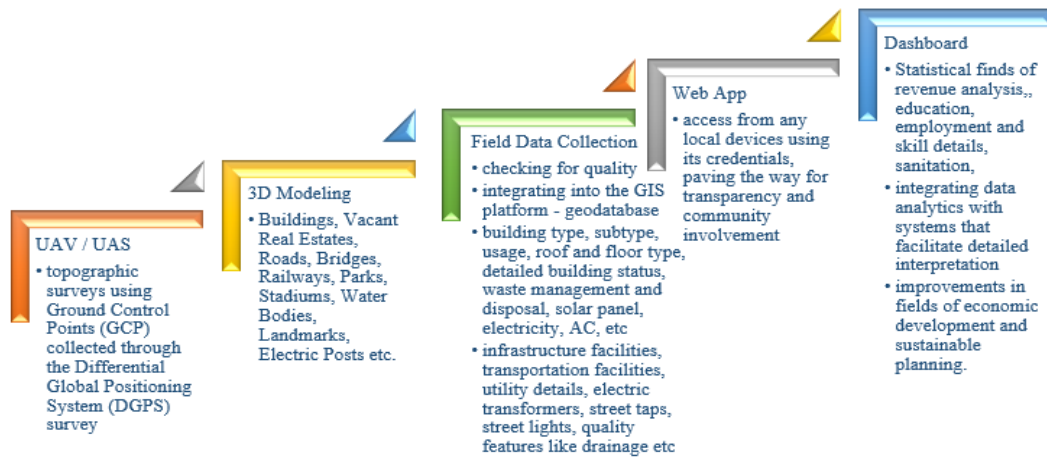 UAV / UAS
• topographic
surveys using
Ground Control
Points (GCP)
collected through
the Differential
Global Positioning
System (DGPS)
survey
3D Modeling
• Buildings, Vacant
Real Estates,
Roads, Bridges,
Railways, Parks,
Stadiums, Water
Bodies,
Landmarks,
Electric Posts etc.
Field Data Collection
• checking for quality
• integrating into the GIS
platform - geodatabase
• building type, subtype,
usage, roof and floor type,
detailed building status,
waste management and
disposal, solar panel,
electricity, AC, etc
• infrastructure facilities,
transportation facilities,
utility details, electric
transformers, street taps,
street lights, quality
features like drainage etc
Web App
• access from any
local devices using
its credentials,
paving the way for
transparency and
community
involvement
Dashboard
• Statistical finds of
revenue analysis,,
education,
employment and
skill details,
sanitation,
• integrating data
analytics with
systems that
facilitate detailed
interpretation
• improvements in
fields of economic
development and
sustainable
planning.